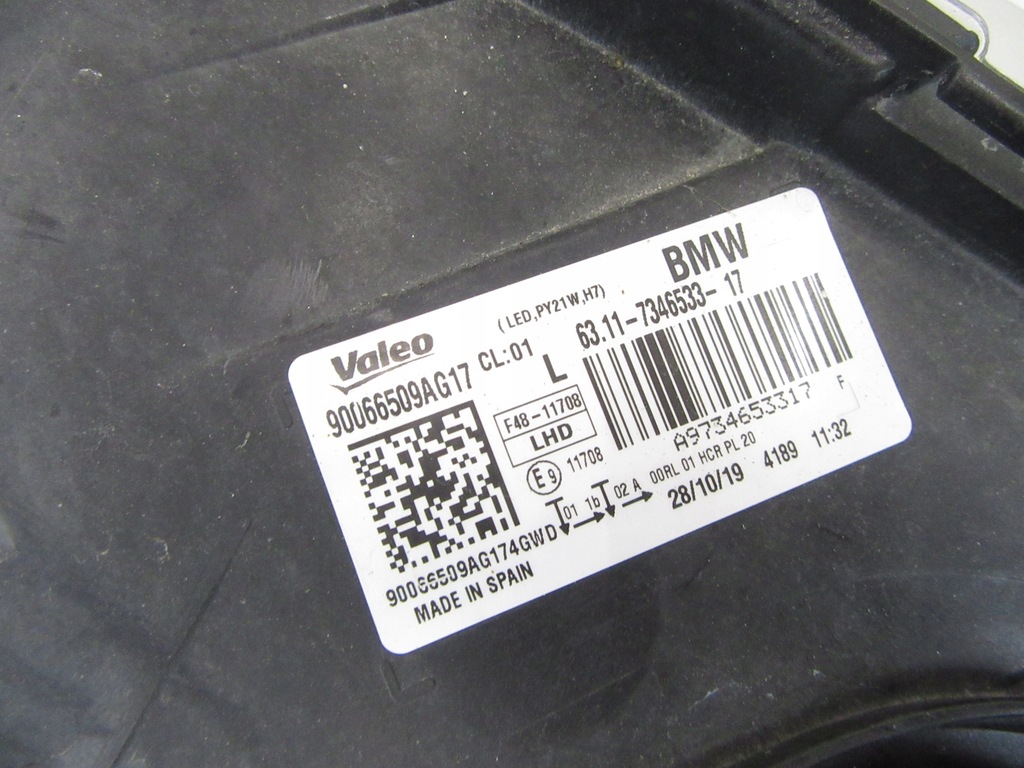 BMW
(LED,PY21W,H7)
63.11-7346533-17
Valeo
90066509AG17 CL:01
L
F48-11708
LHD
A9734653317 F
E9 11708
01 1b 02 A 00RL 01 HCR PL 20
28/10/19 4189 11:32
90066509AG174GWD
MADE IN SPAIN